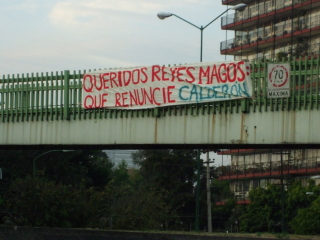 QUERIDOS REYES MAGOS:
QUE RENUNCIE CALDERON
70
MAXIMA